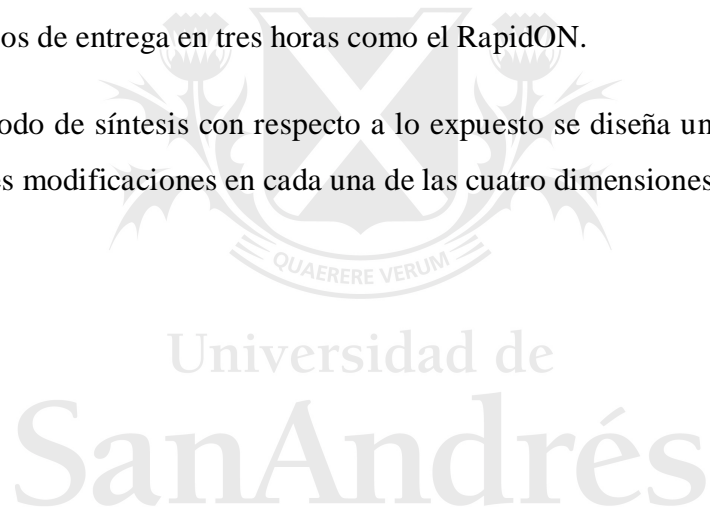 os de entrega en tres horas como el RapidON.
odo de síntesis con respecto a lo expuesto se diseña un
es modificaciones en cada una de las cuatro dimensiones
QUAERERE VERUM
Universidad de
SanAndrés